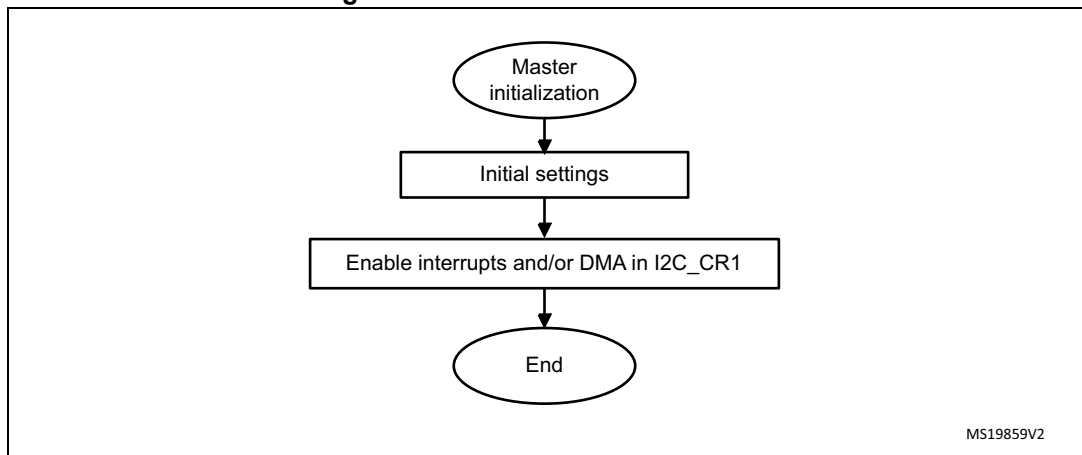 Master
initialization
Initial settings
Enable interrupts and/or DMA in I2C_CR1
End
MS19859V2